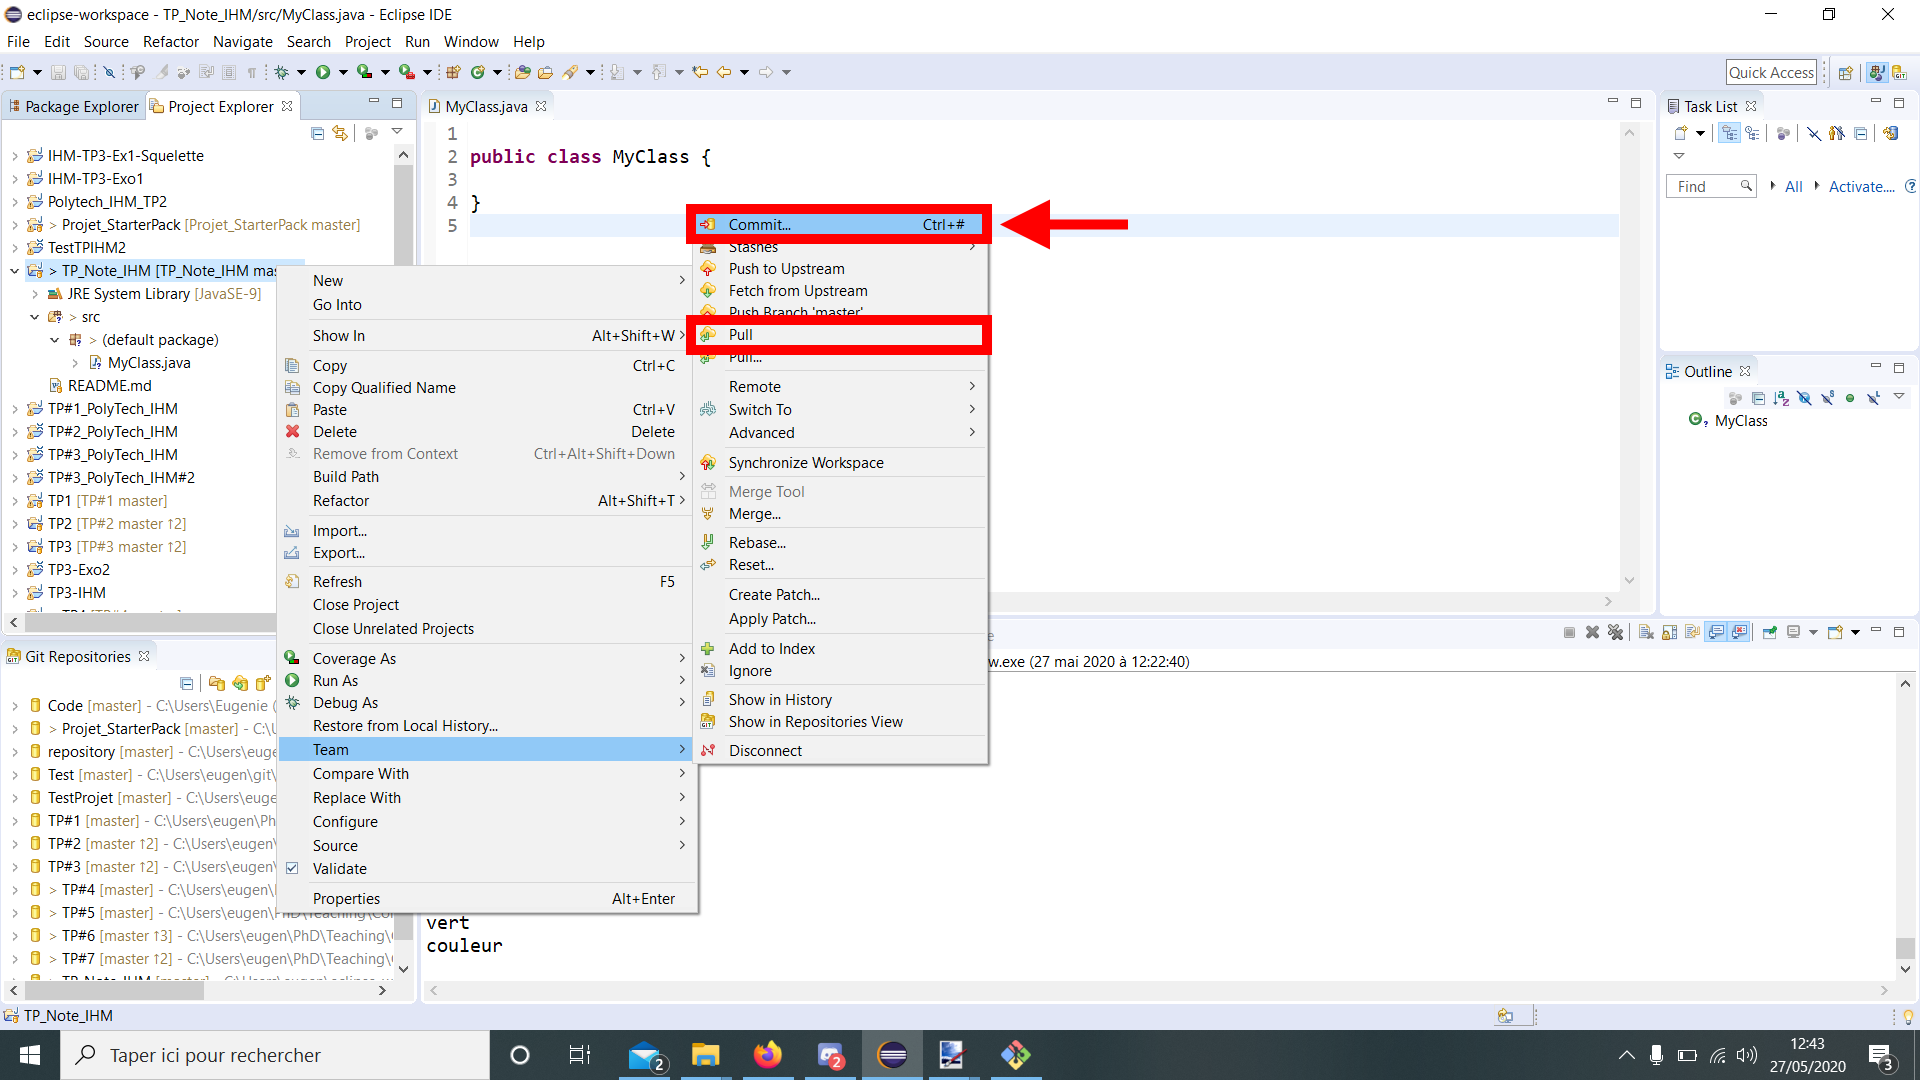 eclipse-workspace - TP_Note_IHM/src/MyClass.java - Eclipse IDE
File Edit Source Refactor Navigate Search Project Run Window Help
Quick Access
Package Explorer
Project Explorer
IHM-TP3-Ex1-Squelette
IHM-TP3-Exo1
Polytech_IHM_TP2
> Projet_StarterPack [Projet_StarterPack master]
TestTPIHM2
> TP_Note_IHM [TP_Note_IHM mas
JRE System Library [JavaSE-9]
> src
> (default package)
MyClass.java
README.md
TP#1_PolyTech_IHM
TP#2_PolyTech_IHM
TP#3_PolyTech_IHM
TP#3_PolyTech_IHM#2
TP1 [TP#1 master]
TP2 [TP#2 master ↑2]
TP3 [TP#3 master ↑2]
TP3-Exo2
TP3-IHM
Git Repositories
Code [master] - C:\Users\Eugenie (
> Projet_StarterPack [master] - C:\U
repository [master] - C:\Users\euge
Test [master] - C:\Users\eugen\git\
TestProjet [master] - C:\Users\euge
TP#1 [master] - C:\Users\eugen\Ph
TP#2 [master ↑2] - C:\Users\eugen
TP#3 [master ↑2] - C:\Users\eugen
> TP#4 [master] - C:\Users\eugen\
> TP#5 [master] - C:\Users\eugen\PhD\Teaching\Co
> TP#6 [master ↑3] - C:\Users\eugen\PhD\Teaching\
> TP#7 [master ↑2] - C:\Users\eugen\PhD\Teaching\
TP_Note_IHM [master] - C:\Users\eugen\eclipse-w
MyClass.java
1
2 public class MyClass {
3
4 }
5
New
Go Into
Show In Alt+Shift+W
Copy Ctrl+C
Copy Qualified Name
Paste Ctrl+V
Delete Delete
Remove from Context Ctrl+Alt+Shift+Down
Build Path
Refactor Alt+Shift+T
Import...
Export...
Refresh F5
Close Project
Close Unrelated Projects
Coverage As
Run As
Debug As
Restore from Local History...
Team
Compare With
Replace With
Configure
Source
Validate
Properties Alt+Enter
Commit... Ctrl+#
Stashes
Push to Upstream
Fetch from Upstream
Push Branch 'master'
Pull
Pull...
Remote
Switch To
Advanced
Synchronize Workspace
Merge Tool
Merge...
Rebase...
Reset...
Create Patch...
Apply Patch...
Add to Index
Ignore
Show in History
Show in Repositories View
Disconnect
Task List
Find
All
Activate...
Outline
MyClass
w.exe (27 mai 2020 à 12:22:40)
vert
couleur
TP_Note_IHM
Taper ici pour rechercher
2
2
12:43
27/05/2020
3